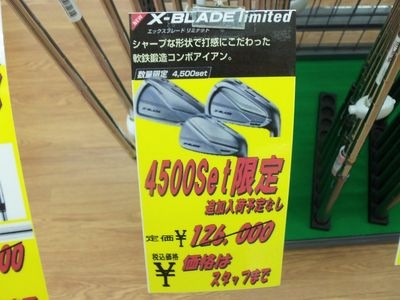 X-BLADE limited
エックスブレード リミテット
シャープな形状で打感にこだわった
軟鉄鍛造コンボアイアン。
数量限定 4,500set
X-BLADE
4500Set限定
追加入荷予定なし
定価 ¥126,000
税込価格 ¥ 価格は
スタッフまで
00